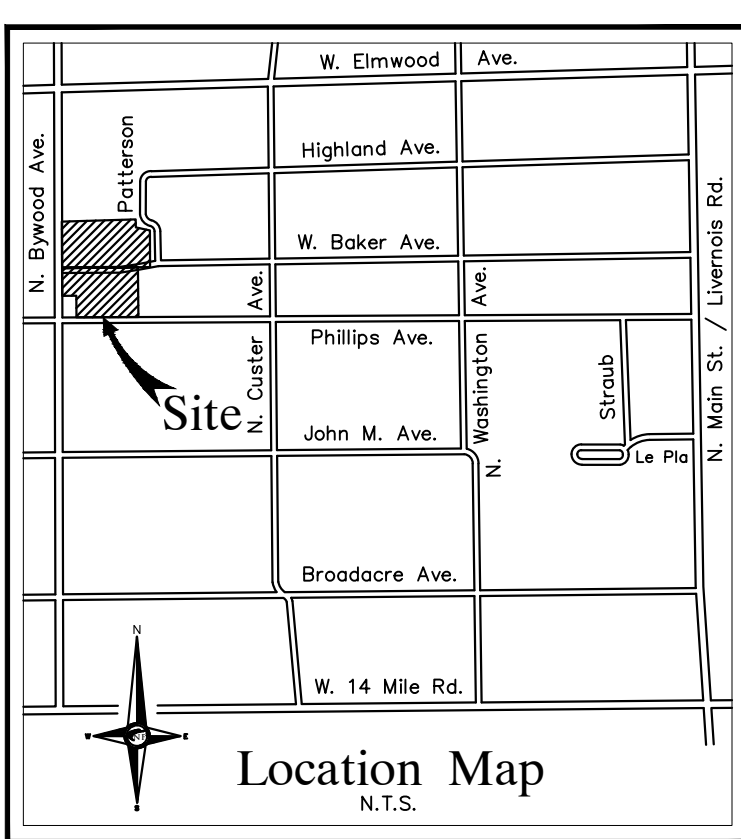 W. Elmwood Ave.
Highland Ave.
Patterson
N. Bywood Ave.
W. Baker Ave.
N. Custer Ave.
Phillips Ave.
N. Washington Ave.
Straub
N. Main St. / Livernois Rd.
Site
John M. Ave.
Le Pla
Broadacre Ave.
W. 14 Mile Rd.
N
W
E
S
Location Map
N.T.S.